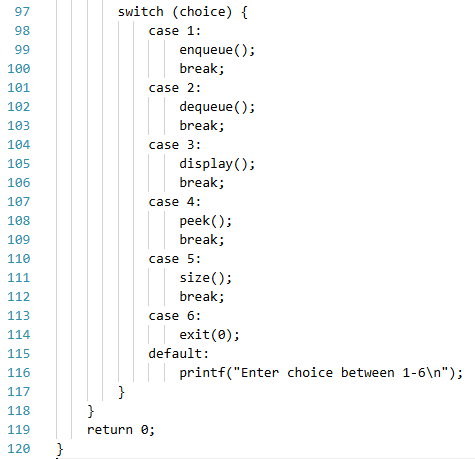 97 switch (choice) {
98 case 1:
99 enqueue();
100 break;
101 case 2:
102 dequeue();
103 break;
104 case 3:
105 display();
106 break;
107 case 4:
108 peek();
109 break;
110 case 5:
111 size();
112 break;
113 case 6:
114 exit(0);
115 default:
116 printf("Enter choice between 1-6\n");
117 }
118 }
119 return 0;
120 }